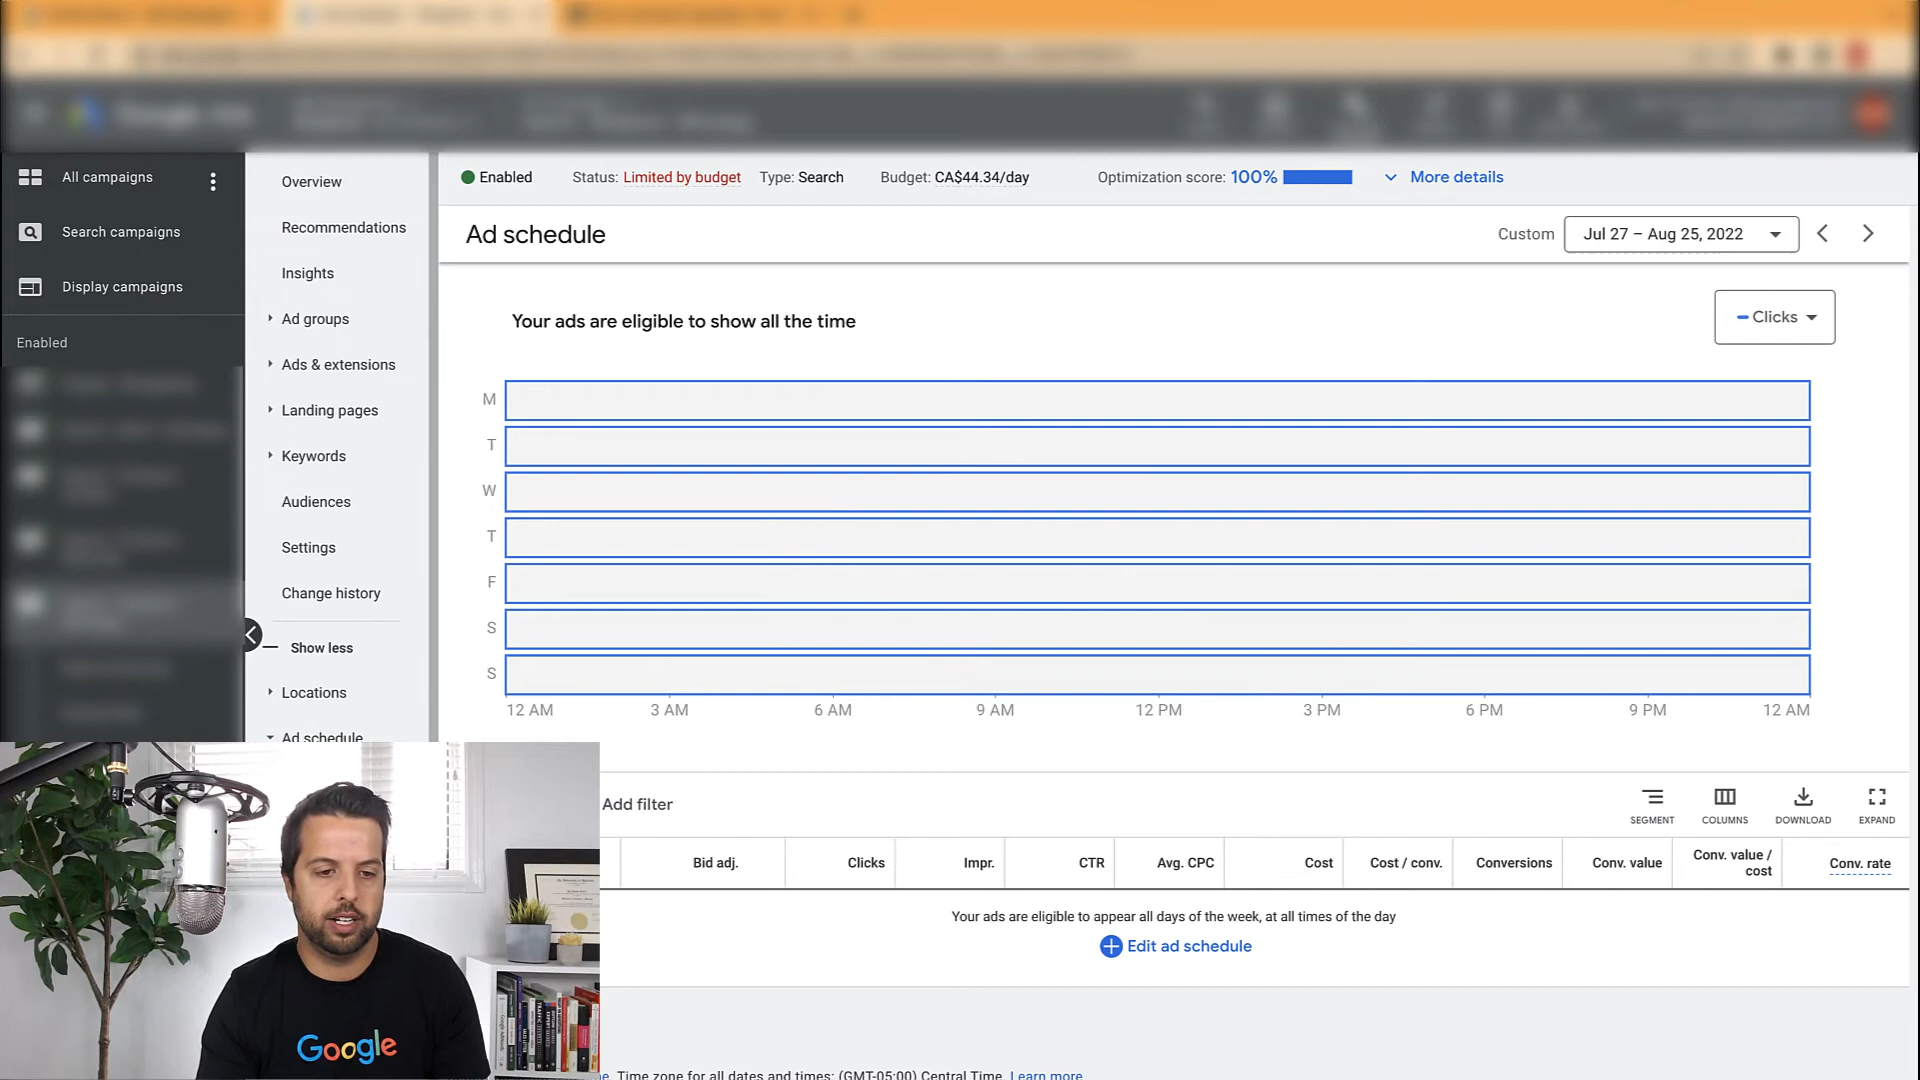 All campaigns
Search campaigns
Display campaigns
Enabled
Overview
Recommendations
Insights
Ad groups
Ads & extensions
Landing pages
Keywords
Audiences
Settings
Change history
Show less
Locations
Ad schedule
Enabled Status: Limited by budget Type: Search Budget: CA$44.34/day Optimization score: 100% More details
Ad schedule
Custom Jul 27 – Aug 25, 2022
Your ads are eligible to show all the time
Clicks
M
T
W
T
F
S
S
12 AM 3 AM 6 AM 9 AM 12 PM 3 PM 6 PM 9 PM 12 AM
Add filter
SEGMENT COLUMNS DOWNLOAD EXPAND
Bid adj. Clicks Impr. CTR Avg. CPC Cost Cost / conv. Conversions Conv. value Conv. value / cost Conv. rate
Your ads are eligible to appear all days of the week, at all times of the day
Edit ad schedule
Time zone for all dates and times: (GMT-05:00) Central Time. Learn more
Google